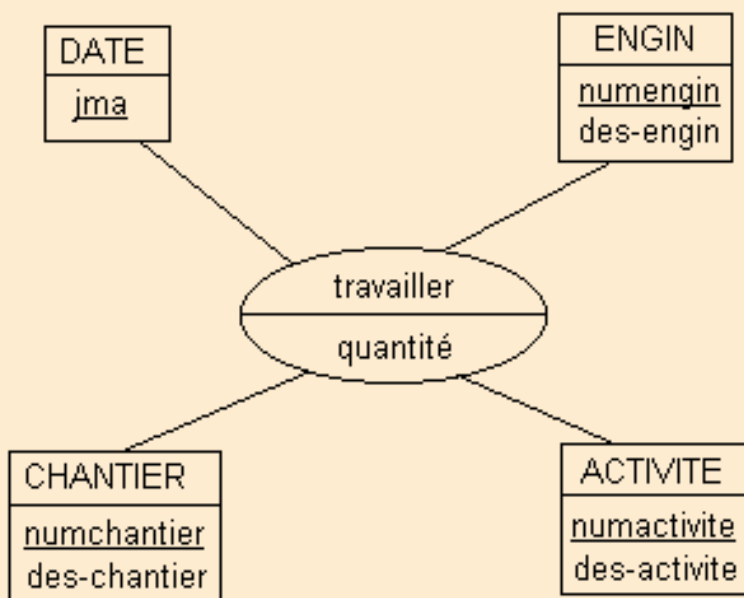 DATE
jma
ENGIN
numengin
des-engin
travailler
quantité
CHANTIER
numchantier
des-chantier
ACTIVITE
numactivite
des-activite